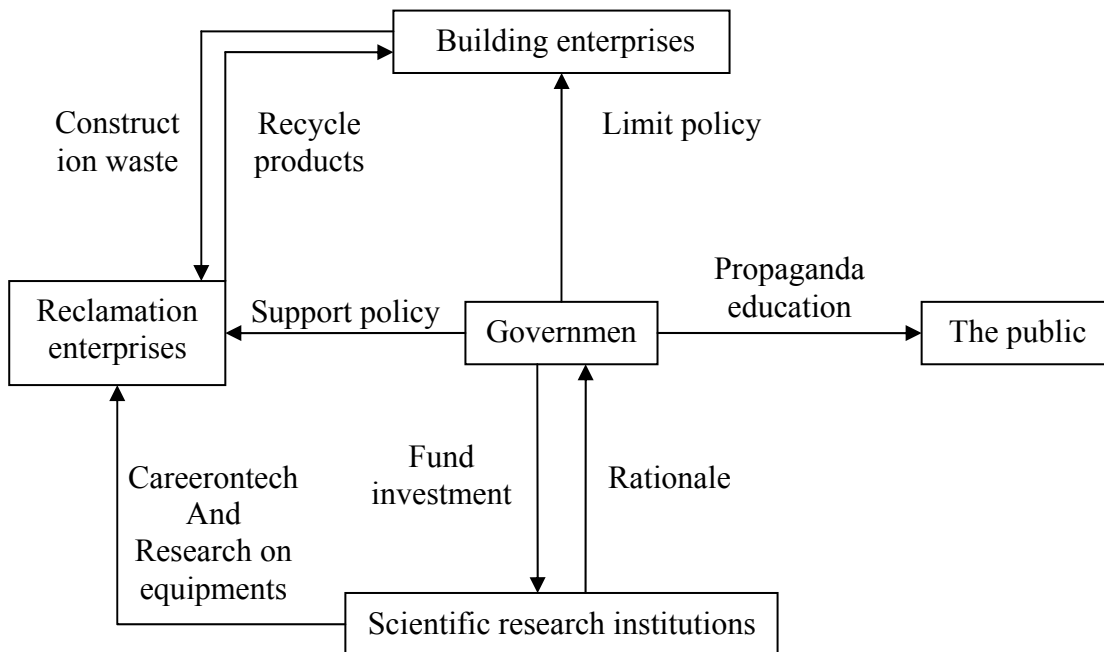 Building enterprises
Construct
ion waste
Recycle
products
Limit policy
Propaganda
education
Reclamation
enterprises
Support policy
Governmen
The public
Careerontech
And
Research on
equipments
Fund
investment
Rationale
Scientific research institutions